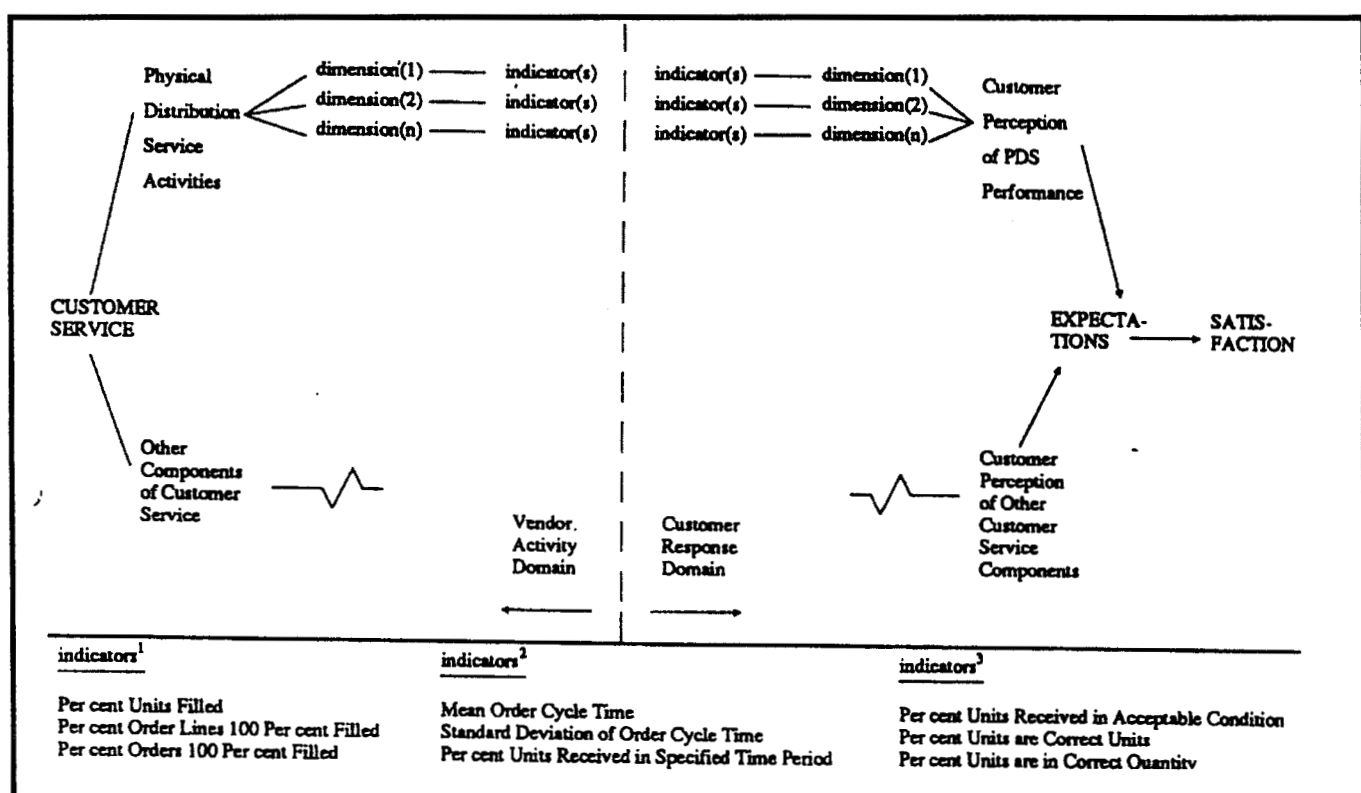 Physical
Distribution
Service
Activities
dimension(1)
dimension(2)
dimension(n)
indicator(s)
indicator(s)
indicator(s)
indicator(s)
indicator(s)
indicator(s)
dimension(1)
dimension(2)
dimension(n)
Customer
Perception
of PDS
Performance
CUSTOMER
SERVICE
EXPECTA-
TIONS
SATIS-
FACTION
Other
Components
of Customer
Service
Vendor.
Activity
Domain
Customer
Response
Domain
Customer
Perception
of Other
Customer
Service
Components
indicators¹
Per cent Units Filled
Per cent Order Lines 100 Per cent Filled
Per cent Orders 100 Per cent Filled
indicators²
Mean Order Cycle Time
Standard Deviation of Order Cycle Time
Per cent Units Received in Specified Time Period
indicators³
Per cent Units Received in Acceptable Condition
Per cent Units are Correct Units
Per cent Units are in Correct Quantity